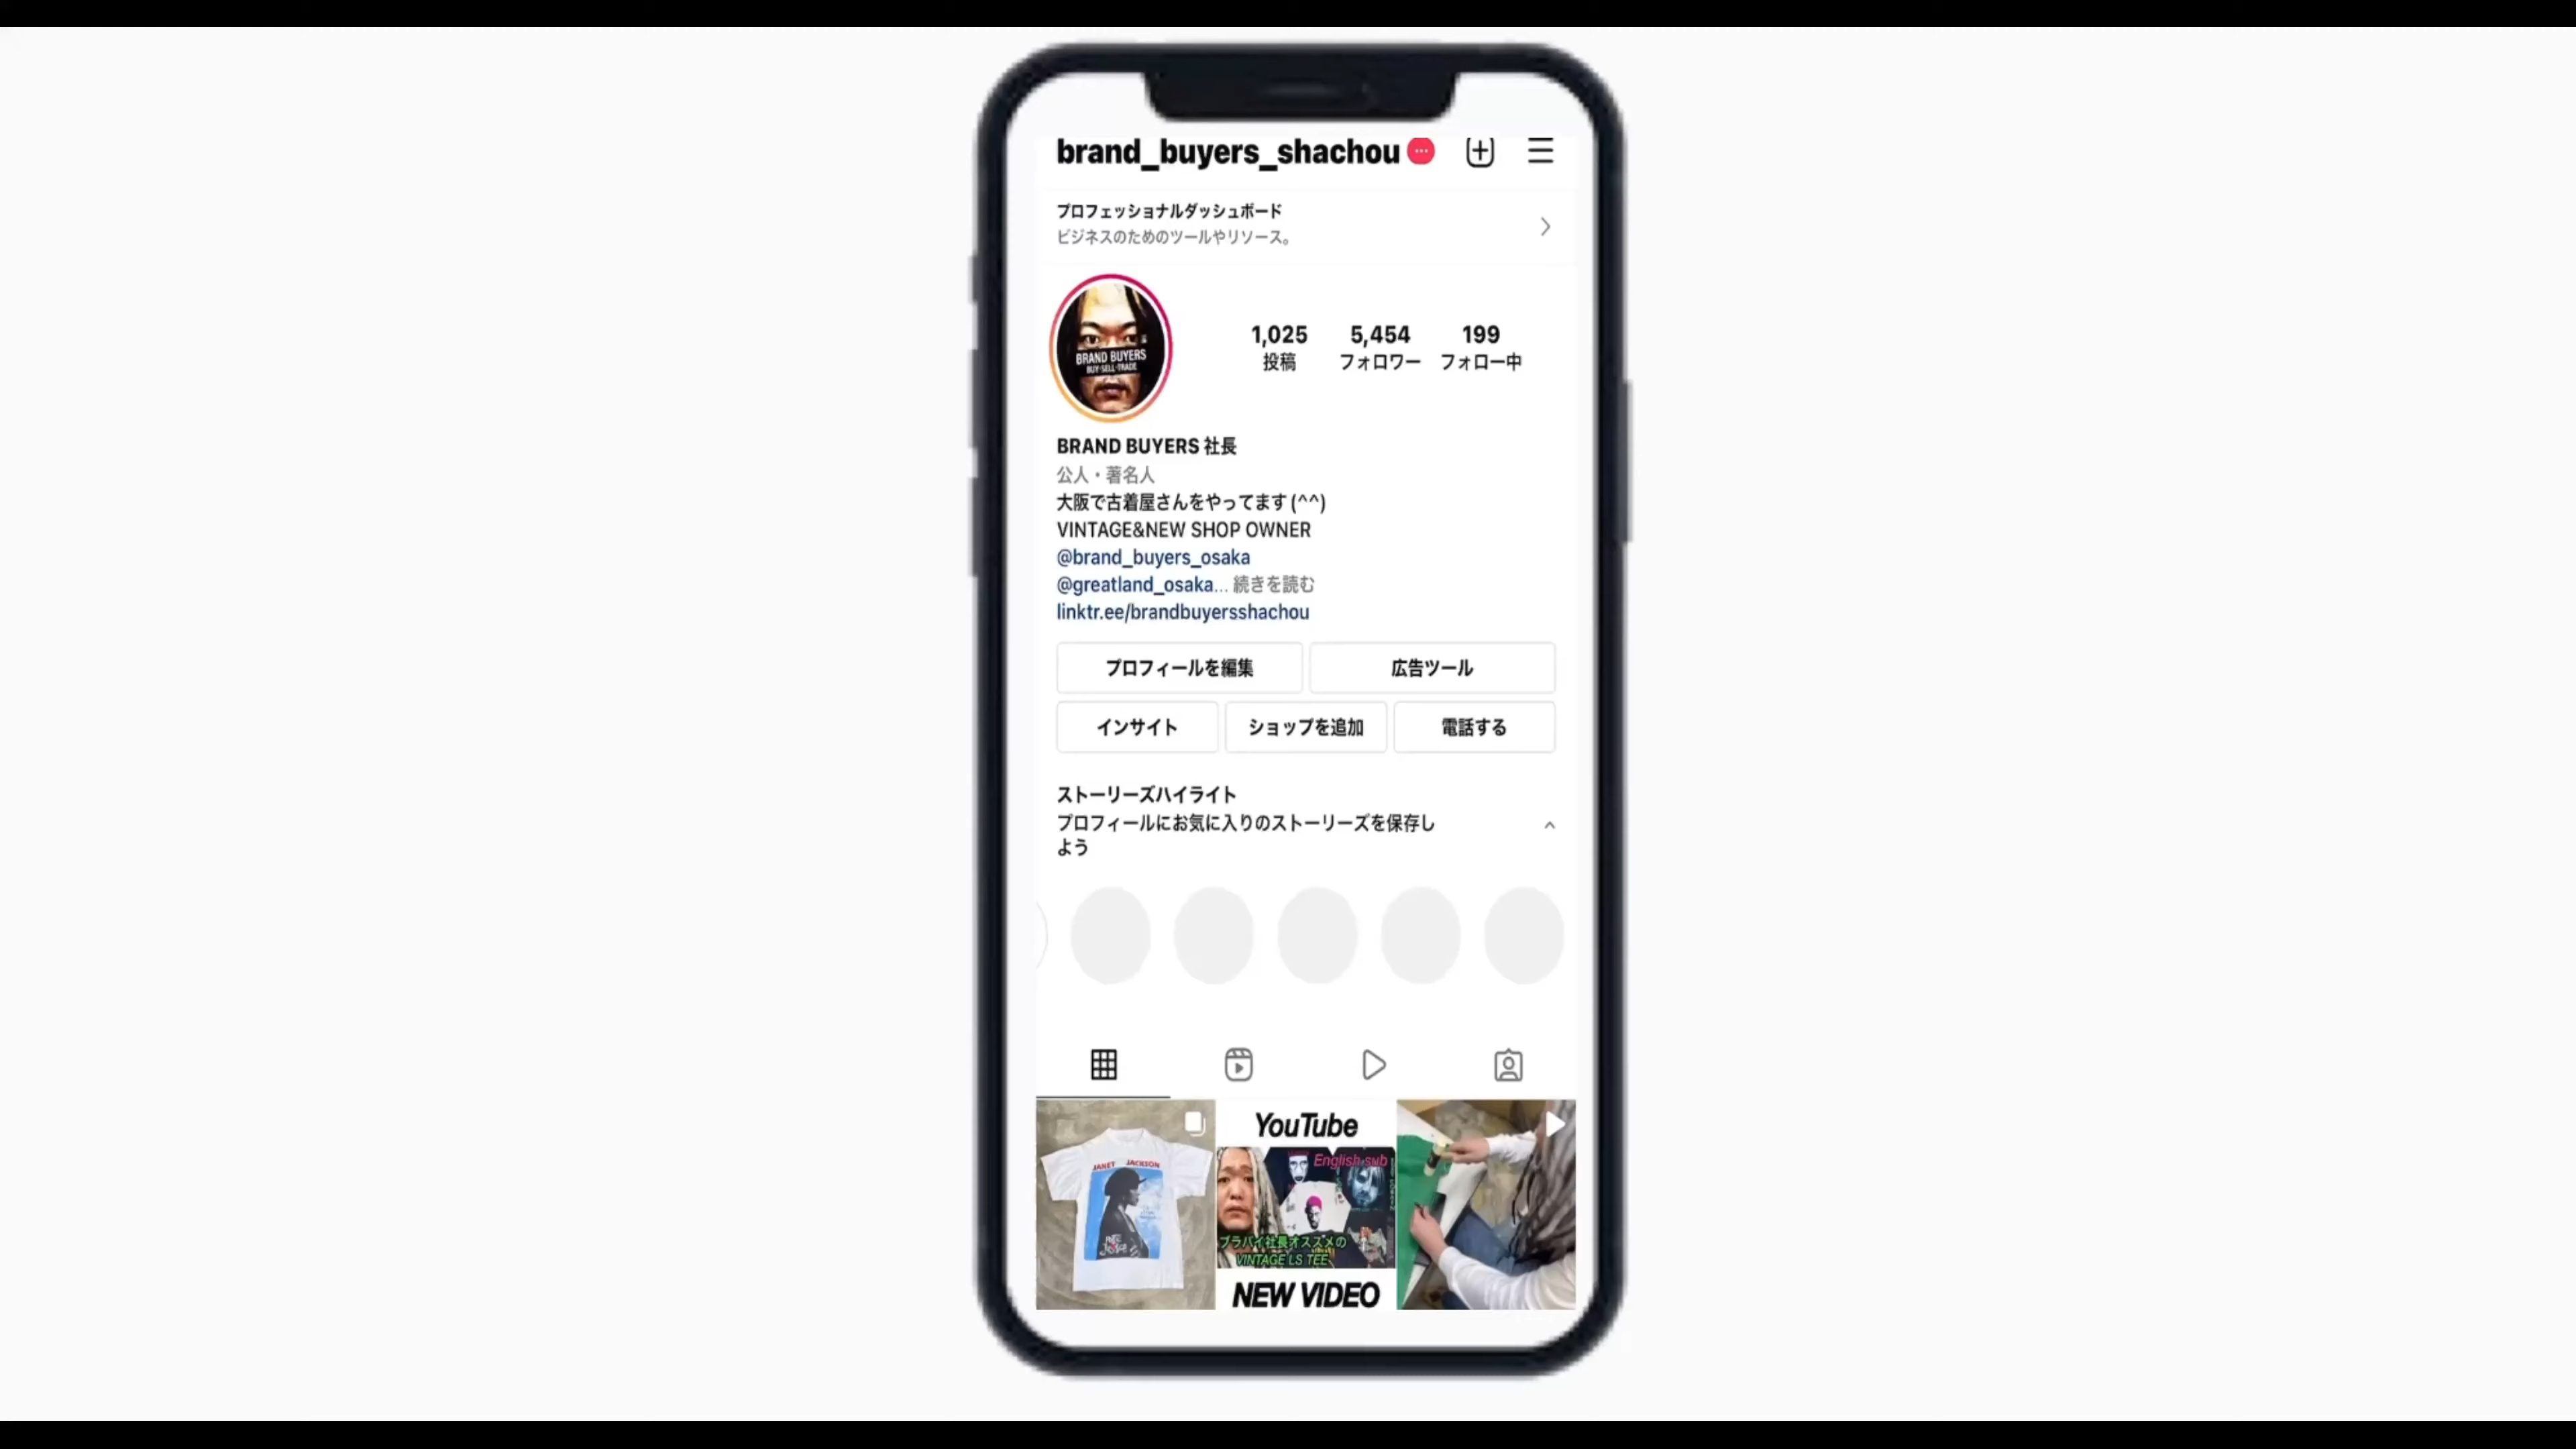 brand_buyers_shachou
プロフェッショナルダッシュボード
ビジネスのためのツールやリソース。
BRAND BUYERS
BUY·SELL·TRADE
1,025
投稿
5,454
フォロワー
199
フォロー中
BRAND BUYERS 社長
公人・著名人
大阪で古着屋さんをやってます(^^)
VINTAGE&NEW SHOP OWNER
@brand_buyers_osaka
@greatland_osaka... 続きを読む
linktr.ee/brandbuyersshachou
プロフィールを編集
広告ツール
インサイト
ショップを追加
電話する
ストーリーズハイライト
プロフィールにお気に入りのストーリーズを保存し
よう
JANET JACKSON
YouTube
English sub
ブラバイ社長オススメの
VINTAGE LS TEE
NEW VIDEO